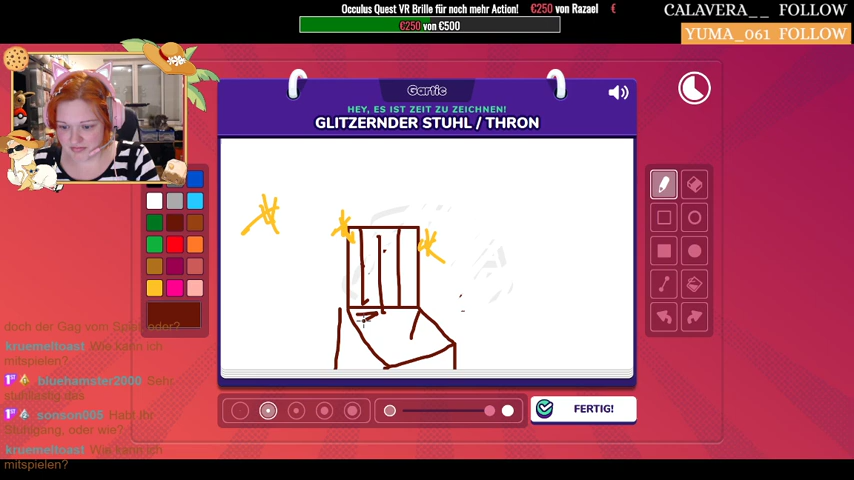 Occulus Quest VR Brille für noch mehr Action! €250 von Razael €
€250 von €500
CALAVERA__ FOLLOW
YUMA_061 FOLLOW
Gartic
HEY, ES IST ZEIT ZU ZEICHNEN!
GLITZERNDER STUHL / THRON
doch der Gag vom Spiel, oder?
kruemeltoast Wie kann ich
mitspielen?
bluehamster2000 Sehr
stuhllastig das
sonson005 Habt Ihr
Stuhlgang, oder wie?
kruemeltoast Wie kann ich
mitspielen?
FERTIG!